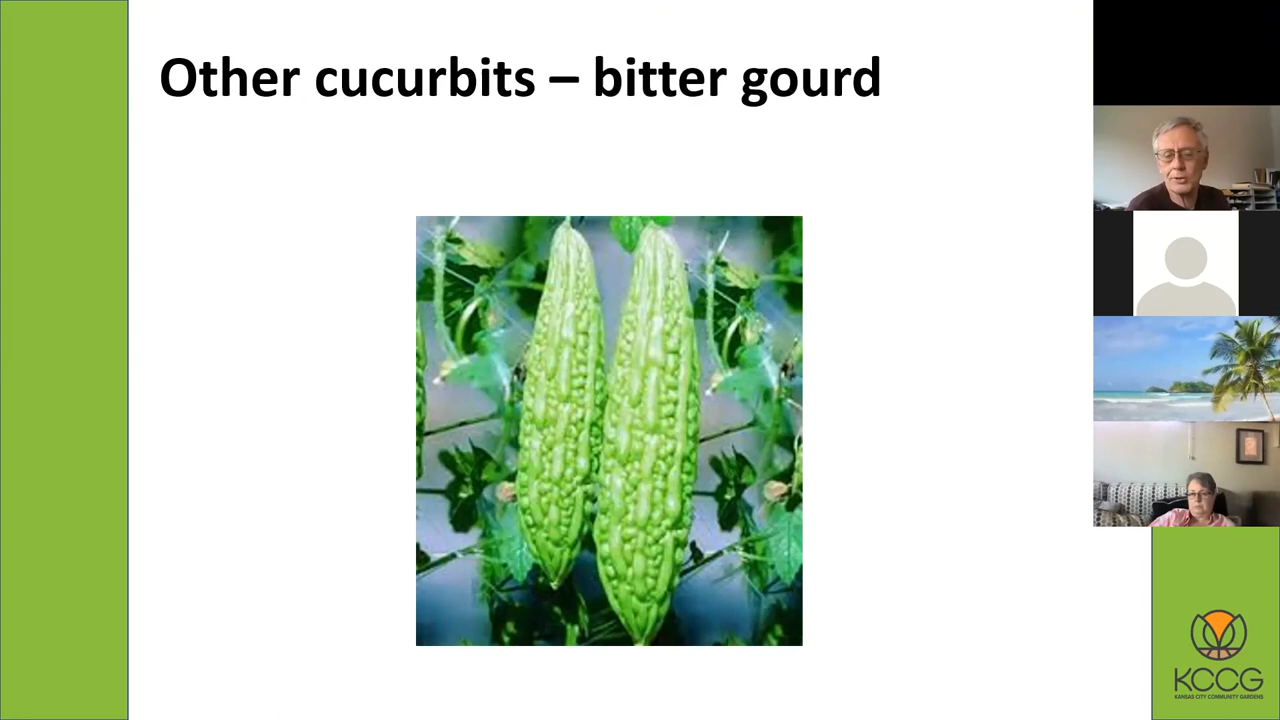 Other cucurbits – bitter gourd
KCCG
KANSAS CITY COMMUNITY GARDENS